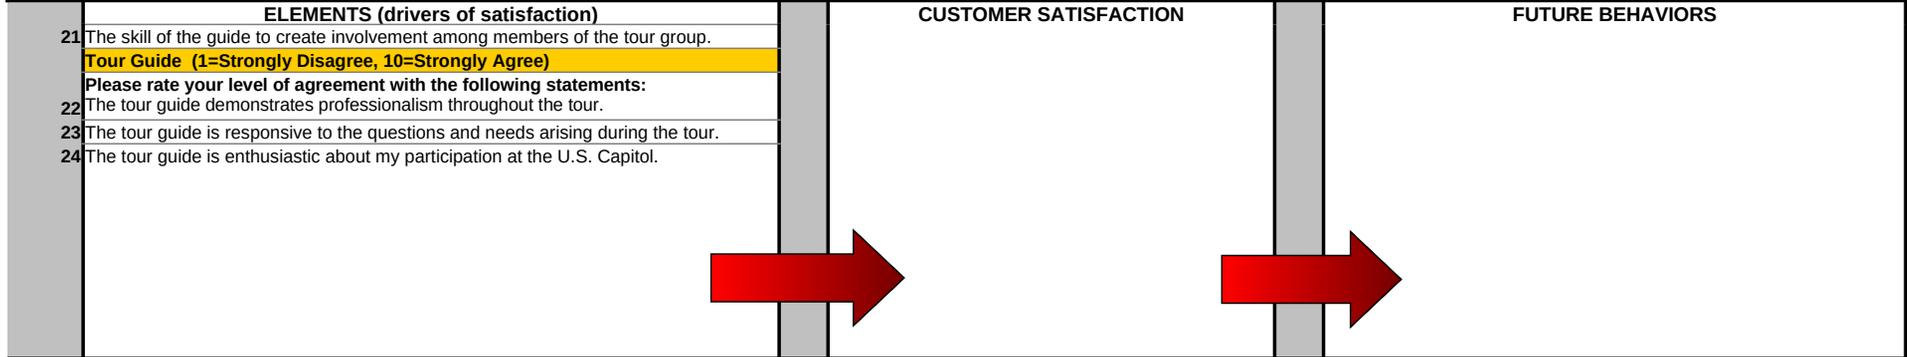 ELEMENTS (drivers of satisfaction)
CUSTOMER SATISFACTION
FUTURE BEHAVIORS
21 The skill of the guide to create involvement among members of the tour group.
Tour Guide  (1=Strongly Disagree, 10=Strongly Agree)
Please rate your level of agreement with the following statements:
22 The tour guide demonstrates professionalism throughout the tour.
23 The tour guide is responsive to the questions and needs arising during the tour.
24 The tour guide is enthusiastic about my participation at the U.S. Capitol.